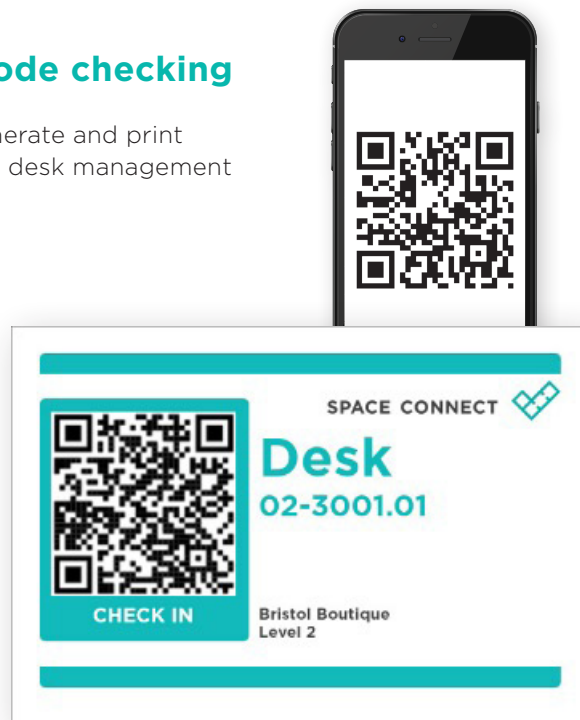 ode checking
nerate and print
desk management
SPACE CONNECT
Desk
02-3001.01
CHECK IN
Bristol Boutique
Level 2